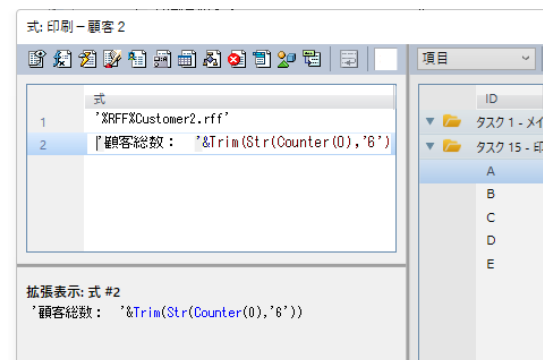 式: 印刷 – 顧客 2
項目
式
1 '%RFF%Customer2.rff'
2 '顧客総数： '&Trim(Str(Counter(0),'6')
ID
タスク 1 - メイ
タスク 15 - 印
A
B
C
D
E
拡張表示: 式 #2
'顧客総数： '&Trim(Str(Counter(0),'6'))